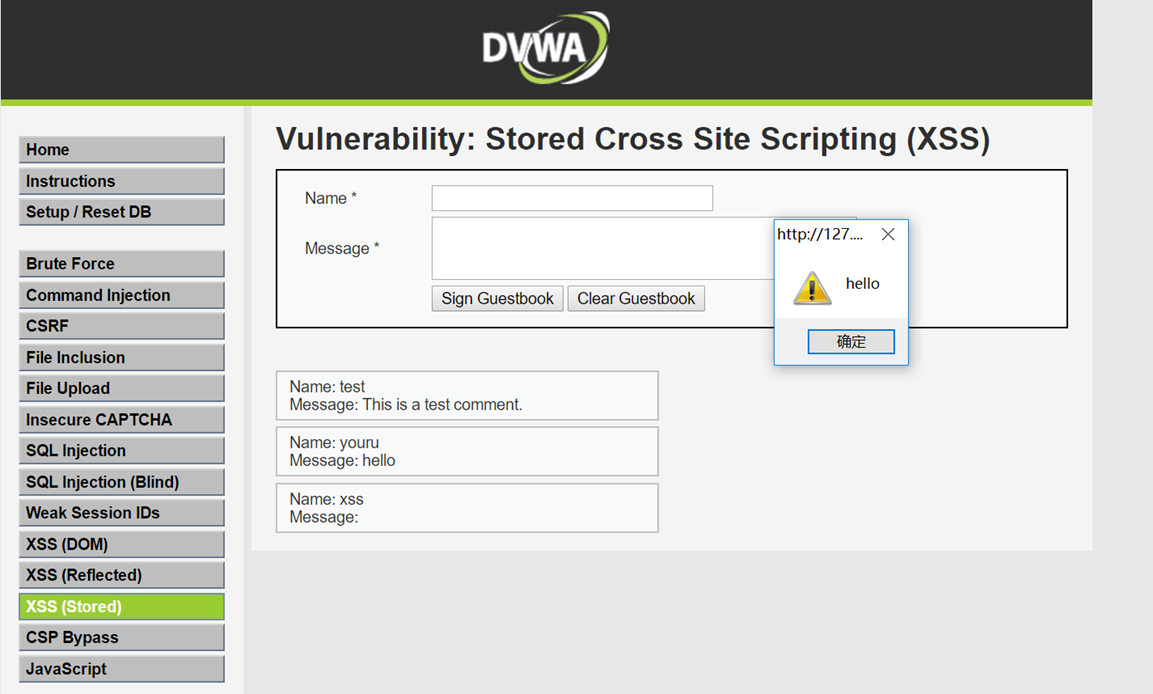 DVWA
Home
Instructions
Setup / Reset DB
Brute Force
Command Injection
CSRF
File Inclusion
File Upload
Insecure CAPTCHA
SQL Injection
SQL Injection (Blind)
Weak Session IDs
XSS (DOM)
XSS (Reflected)
XSS (Stored)
CSP Bypass
JavaScript
Vulnerability: Stored Cross Site Scripting (XSS)
Name *
Message *
Sign Guestbook Clear Guestbook
http://127....
hello
确定
Name: test
Message: This is a test comment.
Name: youru
Message: hello
Name: xss
Message: